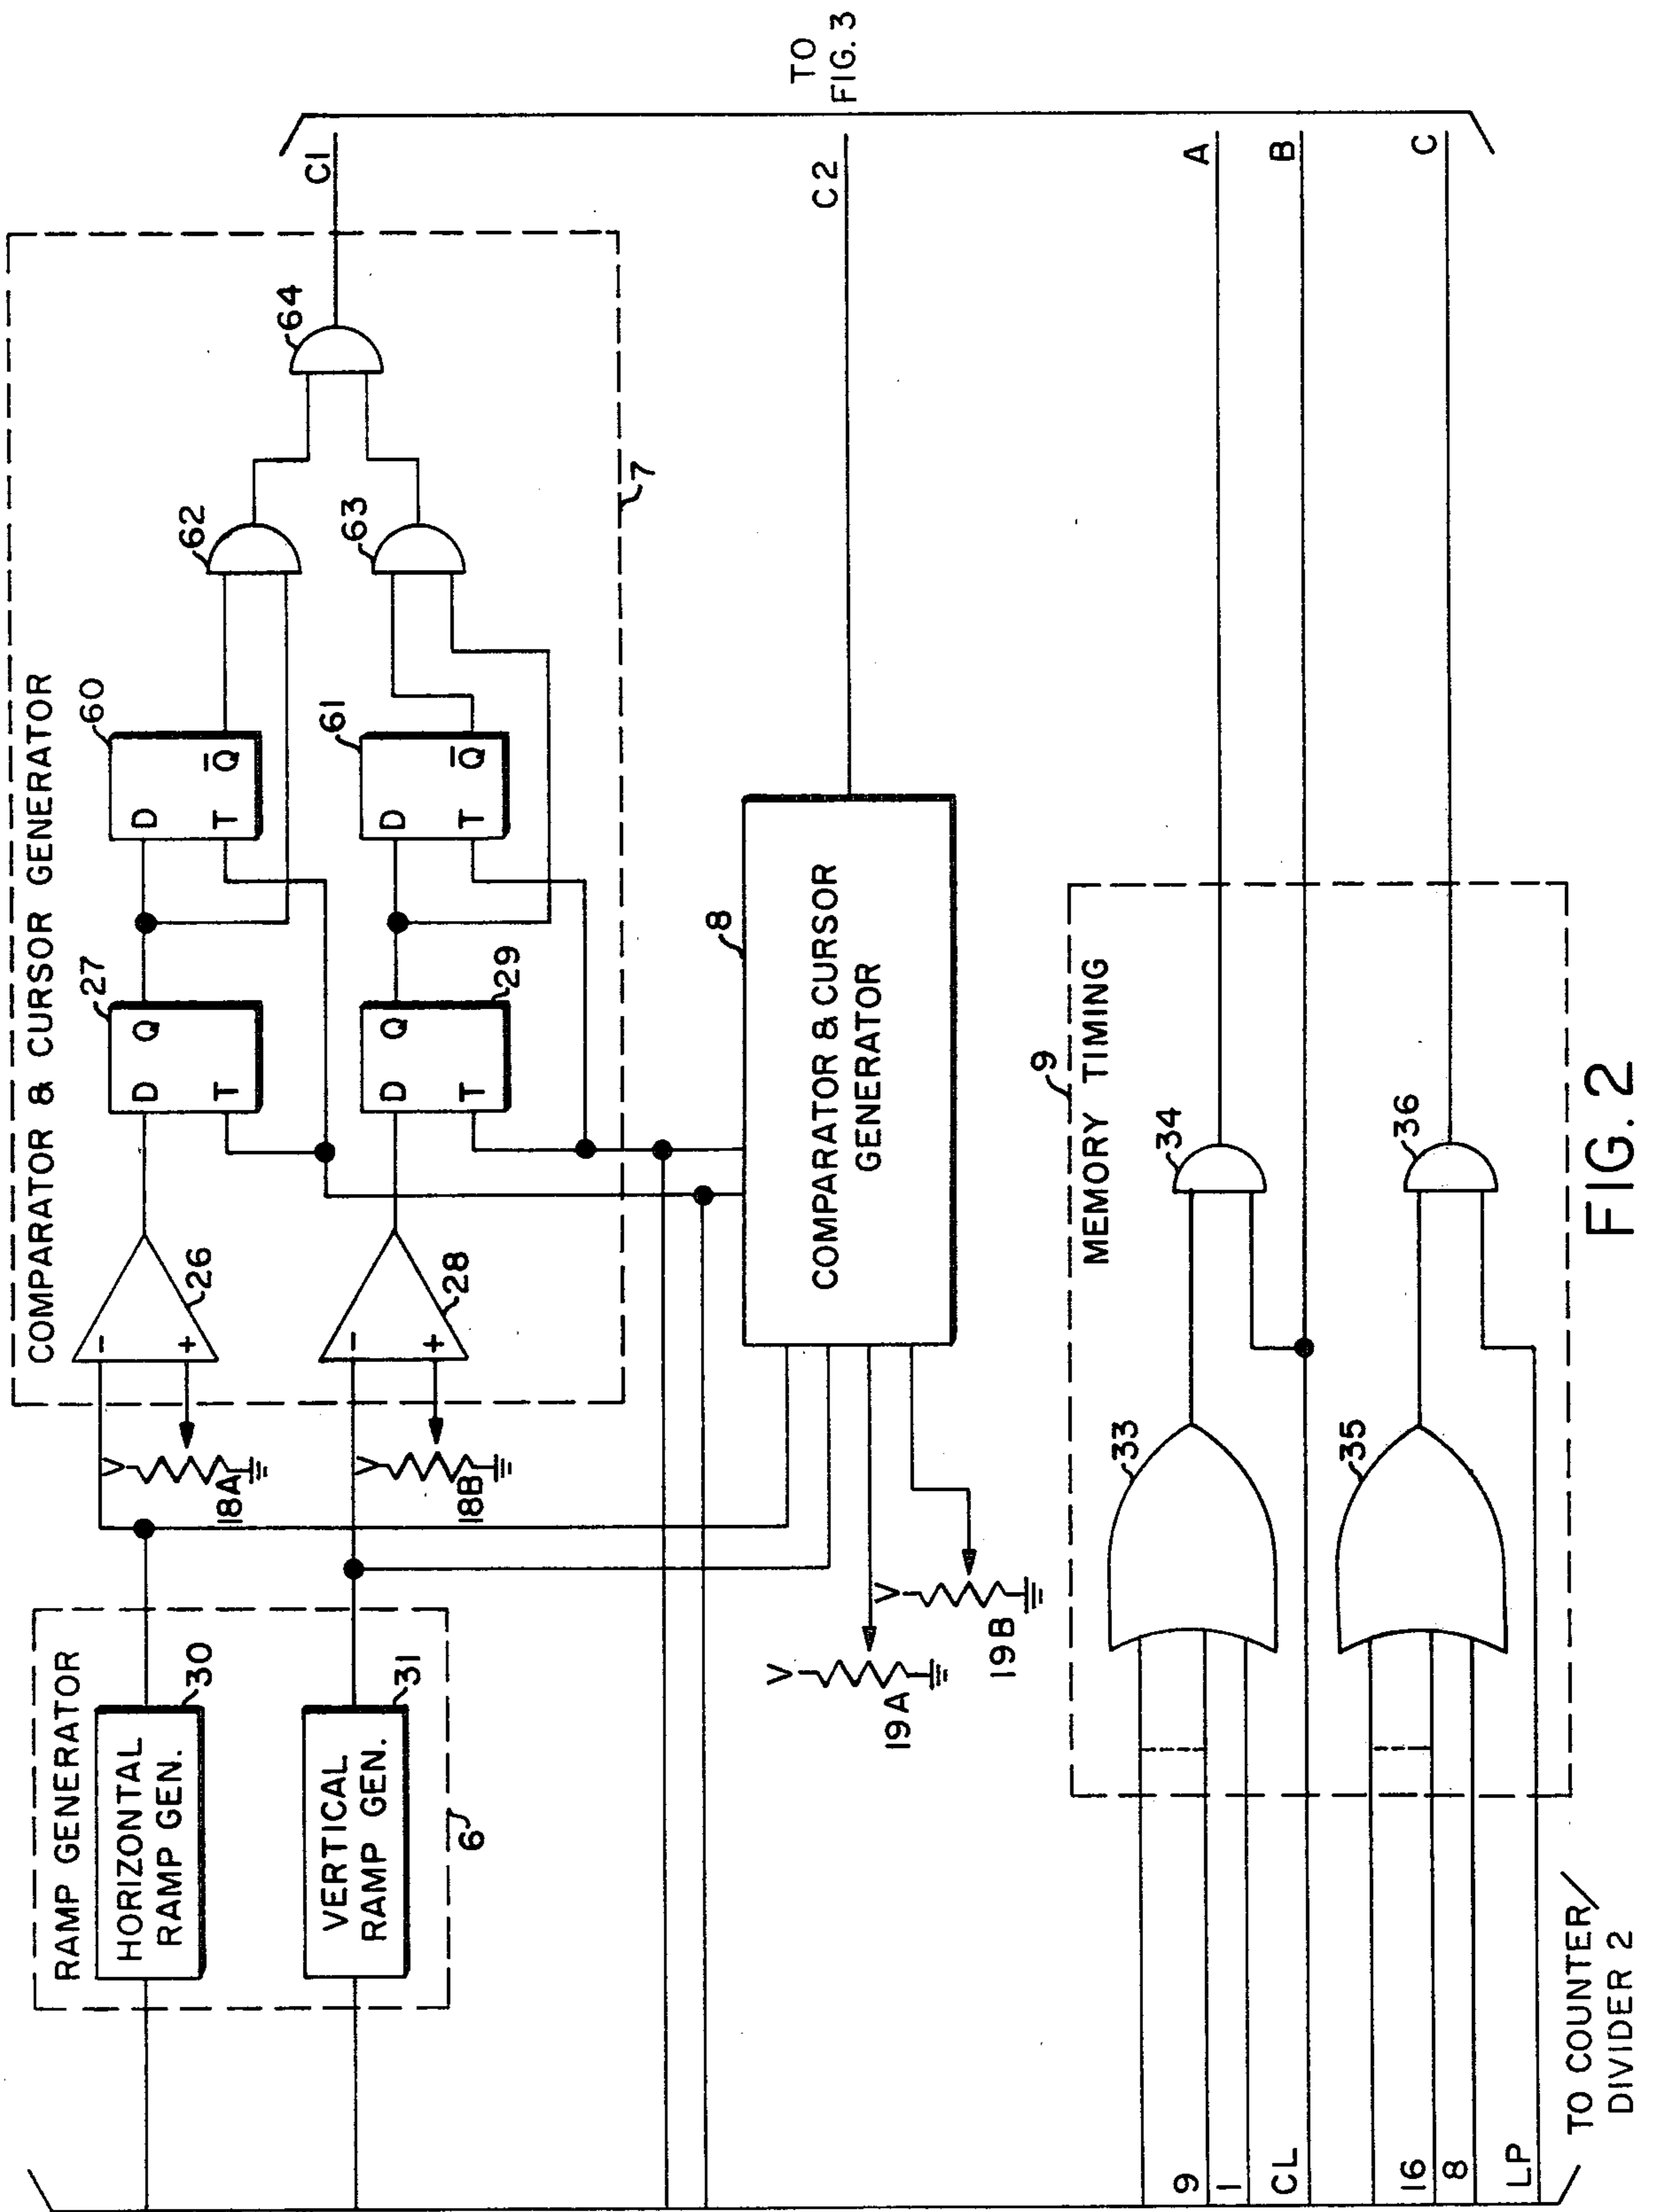 RAMP GENERATOR
HORIZONTAL
RAMP GEN.
30
VERTICAL
RAMP GEN.
31
6
COMPARATOR & CURSOR GENERATOR
V
18A
-
+
26
D
Q
T
27
D
Q̅
T
60
62
V
18B
-
+
28
D
Q
T
29
D
Q̅
T
61
63
64
7
C1
TO
FIG. 3
V
19A
V
19B
COMPARATOR & CURSOR
GENERATOR
8
C2
9
MEMORY TIMING
33
34
A
B
35
36
C
9
1
CL
16
8
LP
TO COUNTER/
DIVIDER 2
FIG. 2